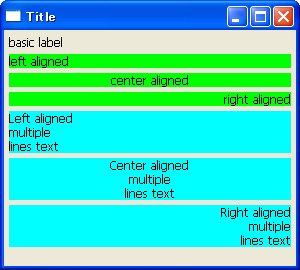 Title
basic label
left aligned
center aligned
right aligned
Left aligned
multiple
lines text
Center aligned
multiple
lines text
Right aligned
multiple
lines text